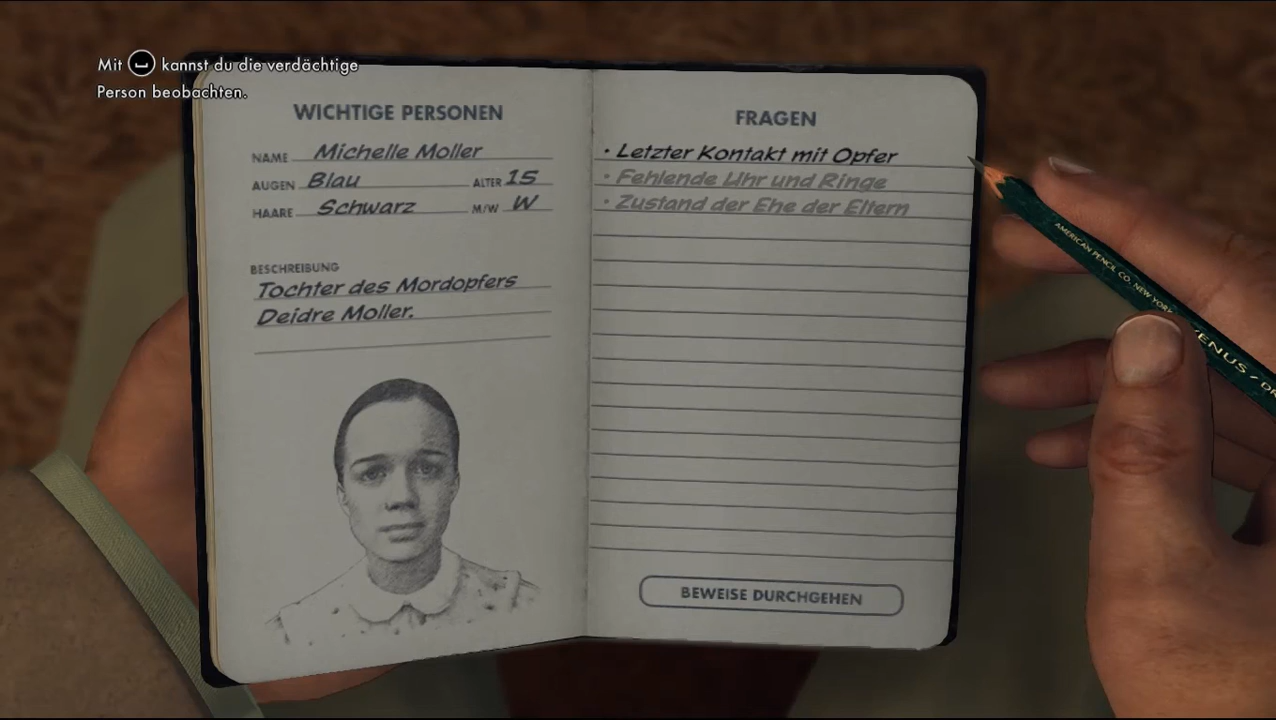 Mit kannst du die verdächtige
Person beobachten.
WICHTIGE PERSONEN
NAME Michelle Moller
AUGEN Blau ALTER 15
HAARE Schwarz M/W W
BESCHREIBUNG
Tochter des Mordopfers
Deidre Moller.
FRAGEN
· Letzter Kontakt mit Opfer
· Fehlende Uhr und Ringe
· Zustand der Ehe der Eltern
BEWEISE DURCHGEHEN
AMERICAN PENCIL CO. NEW YORK VENUS / DR